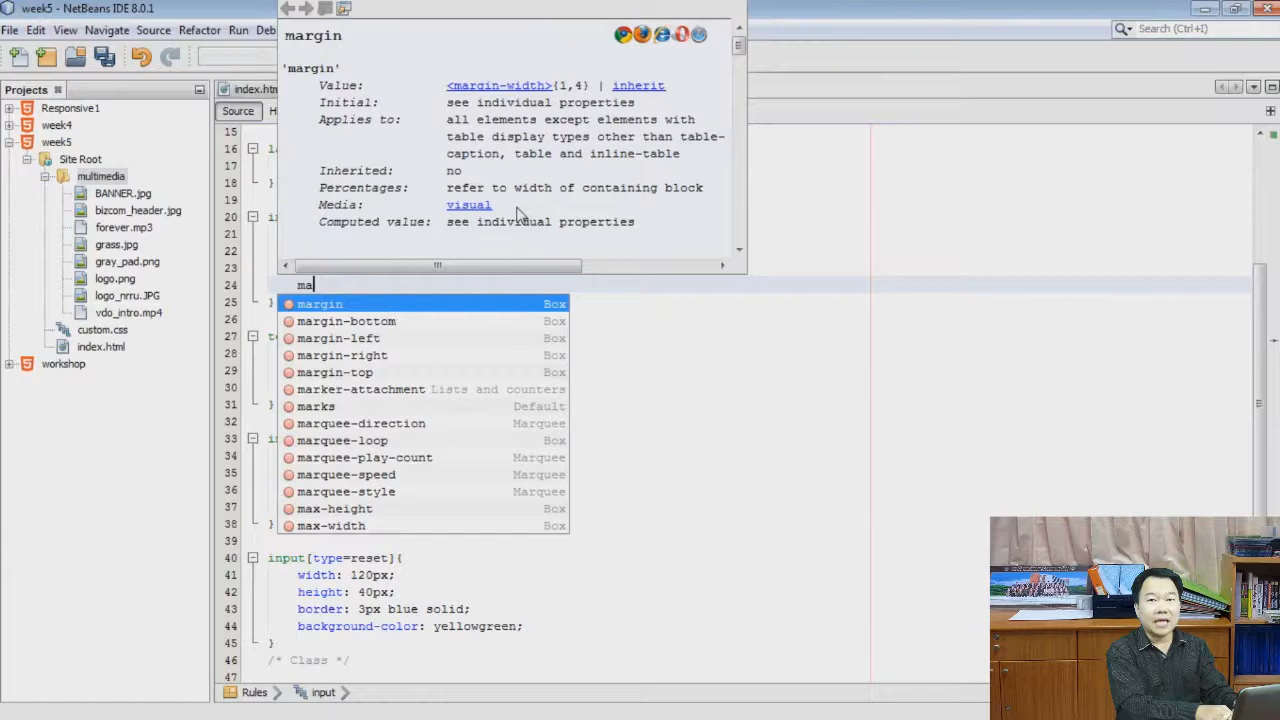 week5 - NetBeans IDE 8.0.1
File Edit View Navigate Source Refactor Run Deb
Search (Ctrl+I)
margin
'margin'
Value: <margin-width>{1,4} | inherit
Initial: see individual properties
Applies to: all elements except elements with
table display types other than table-
caption, table and inline-table
Inherited: no
Percentages: refer to width of containing block
Media: visual
Computed value: see individual properties
Projects
Responsive1
week4
week5
Site Root
multimedia
BANNER.jpg
bizcom_header.jpg
forever.mp3
grass.jpg
gray_pad.png
logo.png
logo_nrru.JPG
vdo_intro.mp4
custom.css
index.html
workshop
index.htm
Source H
15
16 la
17
18 }
19
20 in
21
22
23
24 ma
25 }
26
27 te
28
29
30
31 }
32
33 in
34
35
36
37
38 }
39
40 input[type=reset]{
41 width: 120px;
42 height: 40px;
43 border: 3px blue solid;
44 background-color: yellowgreen;
45 }
46 /* Class */
margin Box
margin-bottom Box
margin-left Box
margin-right Box
margin-top Box
marker-attachment Lists and counters
marks Default
marquee-direction Marquee
marquee-loop Box
marquee-play-count Marquee
marquee-speed Marquee
marquee-style Marquee
max-height Box
max-width Box
Rules input